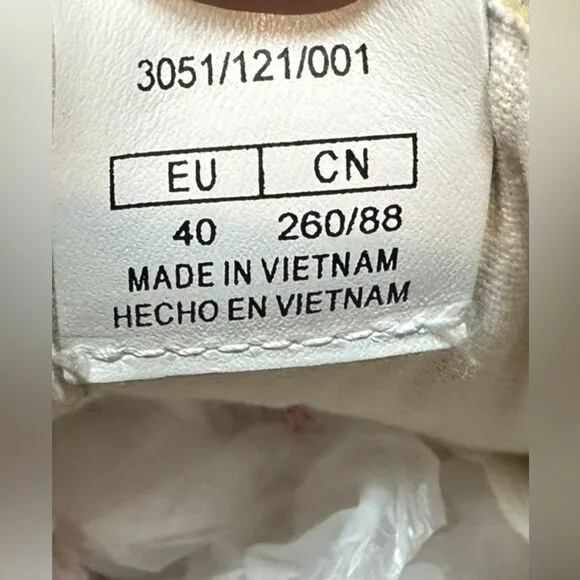 3051/121/001
EU CN
40 260/88
MADE IN VIETNAM
HECHO EN VIETNAM